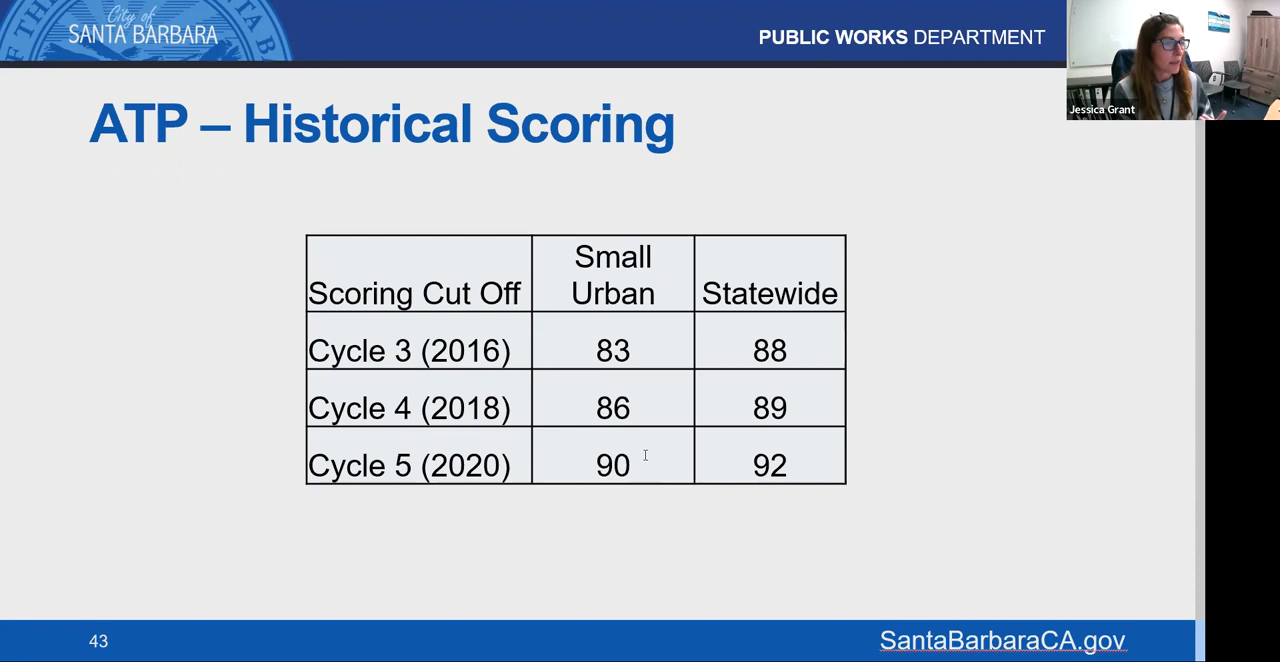 City of
SANTA BARBARA
PUBLIC WORKS DEPARTMENT
Jessica Grant
ATP – Historical Scoring
Scoring Cut Off Small Urban Statewide
Cycle 3 (2016) 83 88
Cycle 4 (2018) 86 89
Cycle 5 (2020) 90 92
43
SantaBarbaraCA.gov